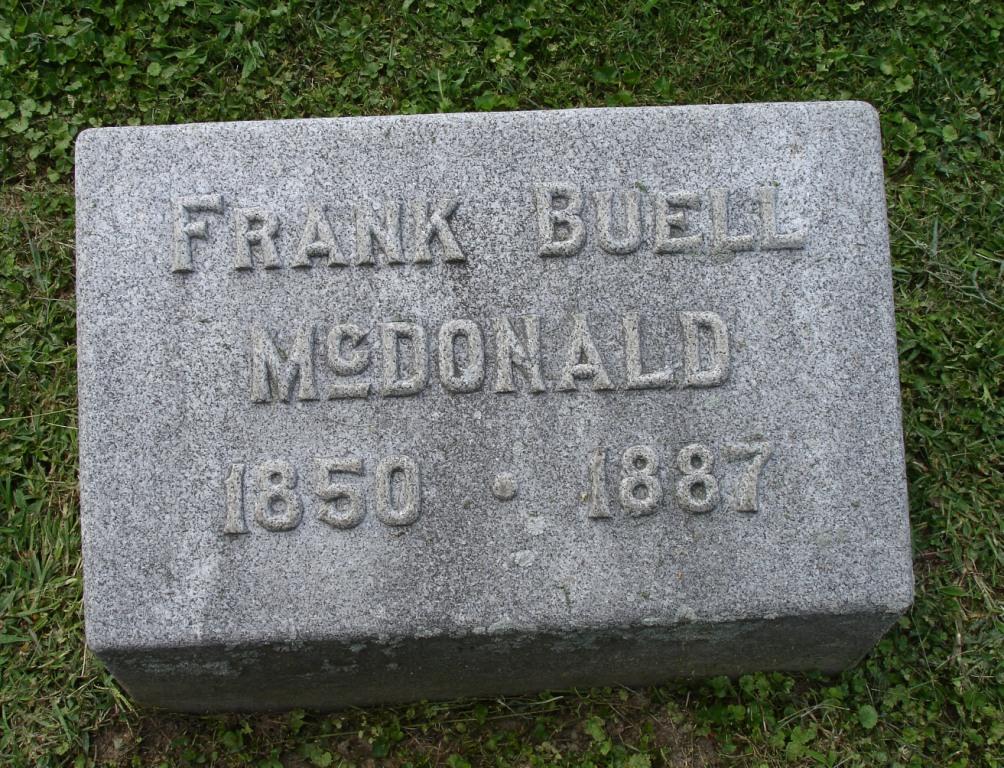 FRANK BUELL
McDONALD
1850 · 1887